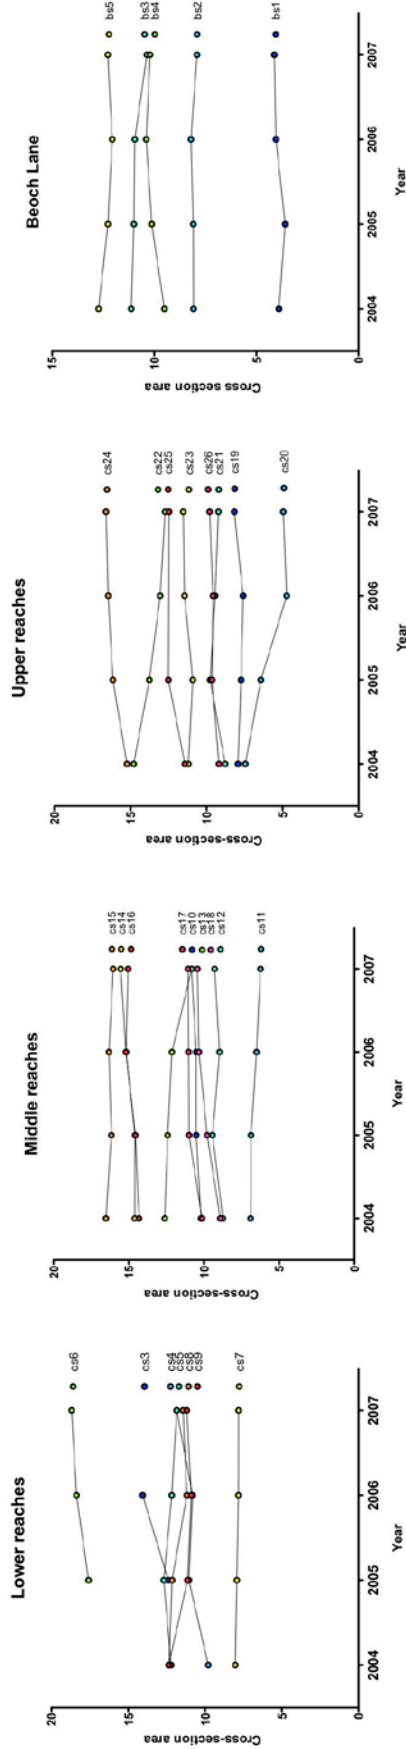 Lower reaches
Cross-section area
20
15
10
5
0
2004
2005
2006
2007
Year
cs6
cs3
cs4
cs5
cs8
cs9
cs7
Middle reaches
Cross-section area
20
15
10
5
0
2004
2005
2006
2007
Year
cs15
cs14
cs16
cs17
cs10
cs13
cs18
cs12
cs11
Upper reaches
Cross-section area
20
15
10
5
0
2004
2005
2006
2007
Year
cs24
cs22
cs25
cs23
cs26
cs21
cs19
cs20
Beoch Lane
Cross section area
15
10
5
0
2004
2005
2006
2007
Year
bs5
bs3
bs4
bs2
bs1